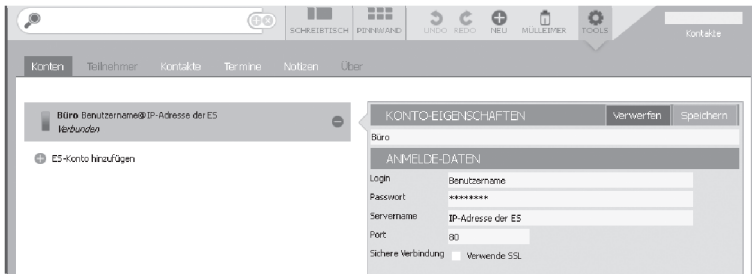 SCHREIBTISCH PINNWAND UNDO REDO NEU MÜLLEIMER TOOLS
Kontakte
Konten Teilnehmer Kontakte Termine Notizen Über
Büro Benutzername@IP-Adresse der ES
Verbunden
ES-Konto hinzufügen
KONTO-EIGENSCHAFTEN Verwerfen Speichern
Büro
ANMELDE-DATEN
Login Benutzername
Passwort ********
Servername IP-Adresse der ES
Port 80
Sichere Verbindung Verwende SSL